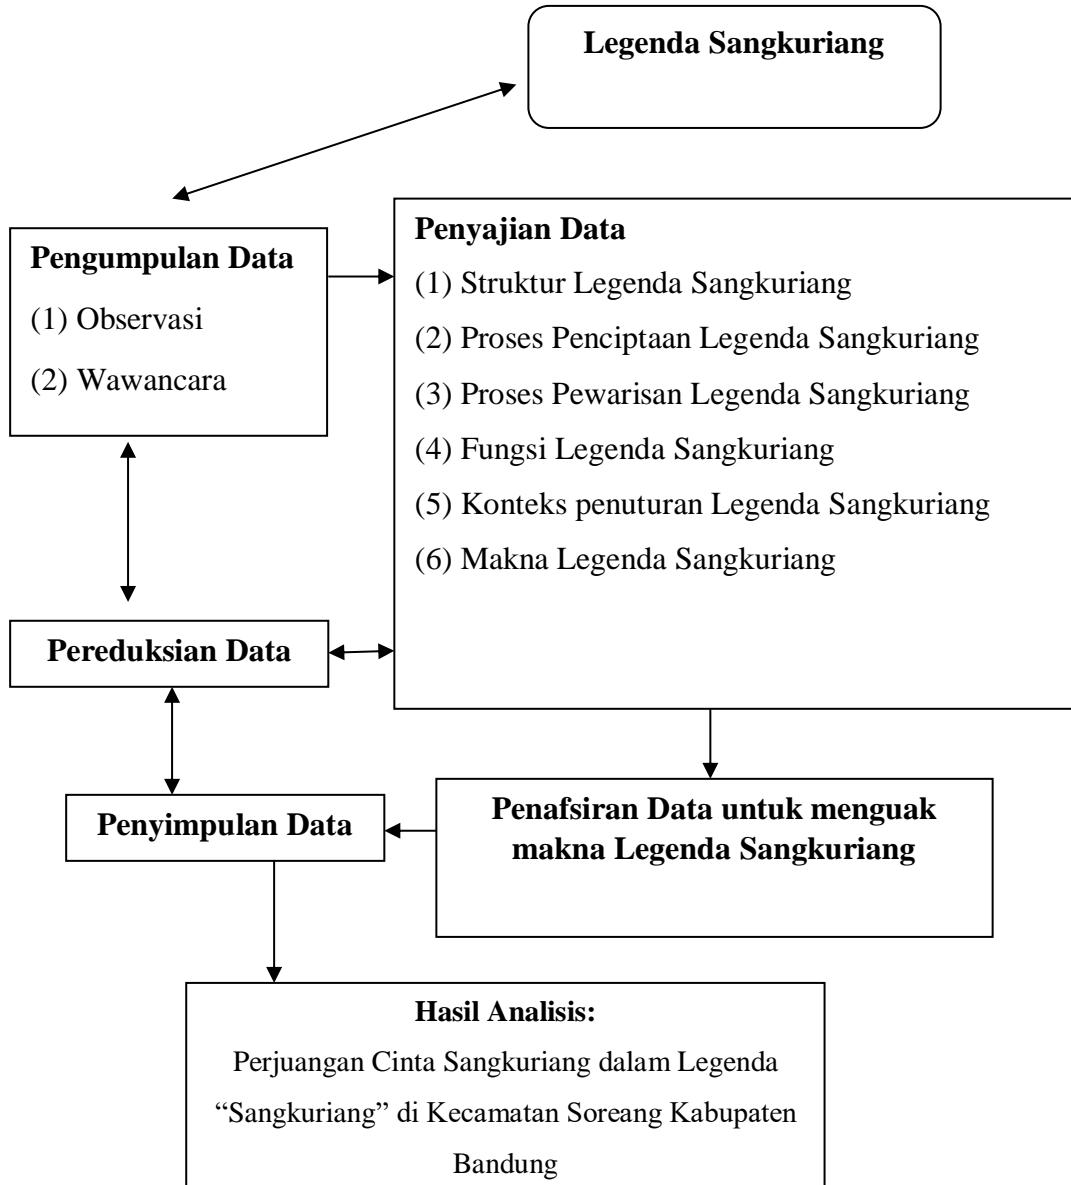 Legenda Sangkuriang
Pengumpulan Data
(1) Observasi
(2) Wawancara
Penyajian Data
(1) Struktur Legenda Sangkuriang
(2) Proses Penciptaan Legenda Sangkuriang
(3) Proses Pewarisan Legenda Sangkuriang
(4) Fungsi Legenda Sangkuriang
(5) Konteks penuturan Legenda Sangkuriang
(6) Makna Legenda Sangkuriang
Pereduksian Data
Penyimpulan Data
Penafsiran Data untuk menguak
makna Legenda Sangkuriang
Hasil Analisis:
Perjuangan Cinta Sangkuriang dalam Legenda
“Sangkuriang” di Kecamatan Soreang Kabupaten
Bandung